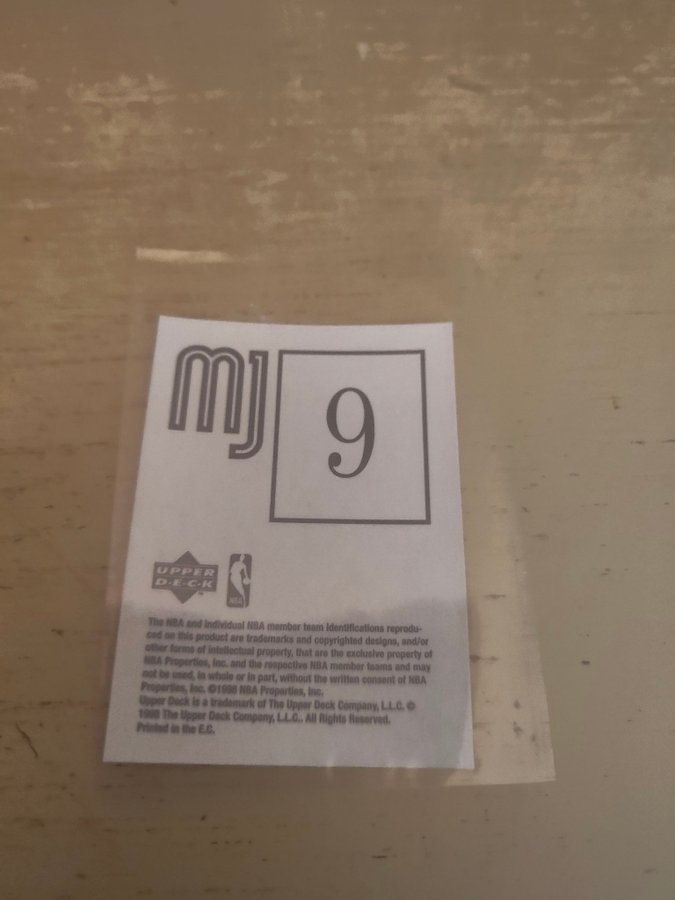 MJ
9
UPPER
D·E·C·K
NBA
The NBA and individual NBA member team identifications reprodu-
ced on this product are trademarks and copyrighted designs, and/or
other forms of intellectual property, that are the exclusive property of
NBA Properties, Inc. and the respective NBA member teams and may
not be used, in whole or in part, without the written consent of NBA
Properties, Inc. ©1998 NBA Properties, Inc.
Upper Deck is a trademark of The Upper Deck Company, L.L.C. ©
1998 The Upper Deck Company, L.L.C.. All Rights Reserved.
Printed in the E.C.